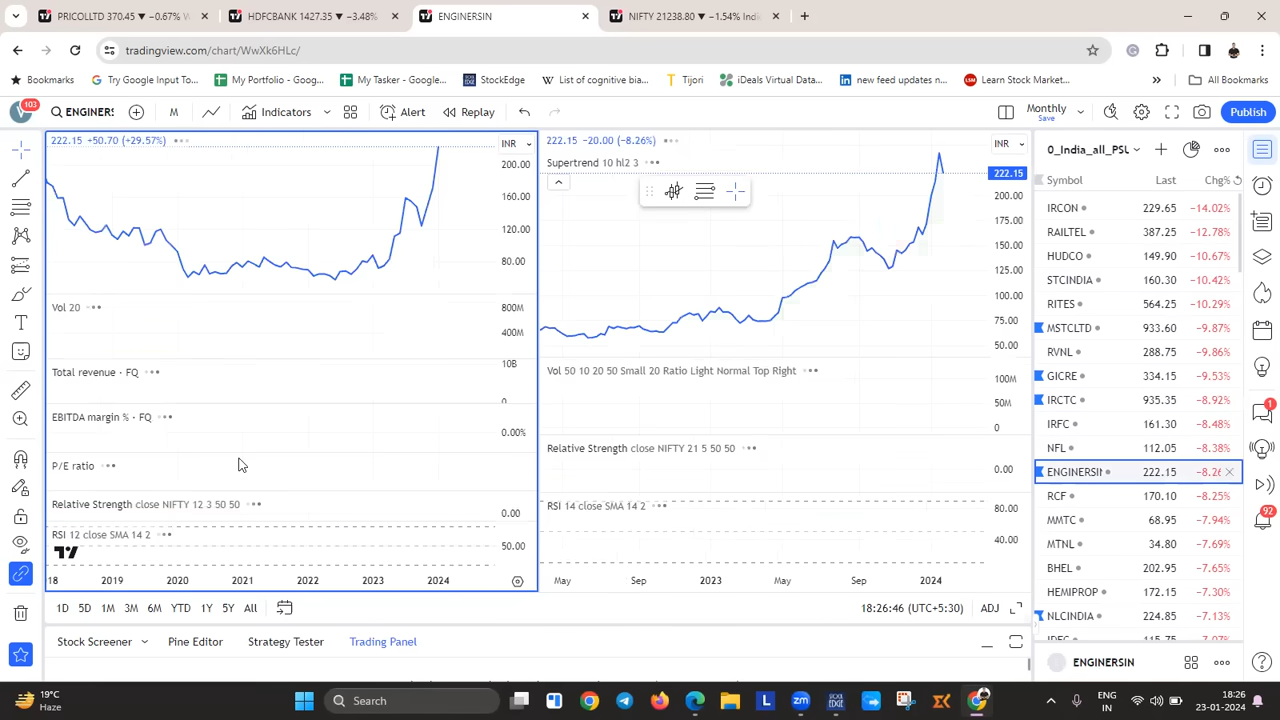 PRICOLLTD 370.45 ▼ −0.67% W
HDFCBANK 1427.35 ▼ −3.48%
ENGINERSIN
NIFTY 21238.80 ▼ −1.54% Indi
tradingview.com/chart/WwXk6HLc/
Bookmarks
Try Google Input To...
My Portfolio - Goog...
My Tasker - Google...
StockEdge
List of cognitive bia...
Tijori
iDeals Virtual Data...
new feed updates n...
Learn Stock Market...
All Bookmarks
103
ENGINERS
M
Indicators
Alert
Replay
Monthly
Save
Publish
222.15 +50.70 (+29.57%)
INR
200.00
160.00
120.00
80.00
Vol 20
800M
400M
Total revenue · FQ
10B
0
EBITDA margin % · FQ
0.00%
P/E ratio
Relative Strength close NIFTY 12 3 50 50
0.00
RSI 12 close SMA 14 2
50.00
18 2019 2020 2021 2022 2023 2024
222.15 −20.00 (−8.26%)
INR
Supertrend 10 hl2 3
222.15
200.00
175.00
150.00
125.00
100.00
75.00
50.00
Vol 50 10 20 50 Small 20 Ratio Light Normal Top Right
100M
50M
0
Relative Strength close NIFTY 21 5 50 50
0.00
RSI 14 close SMA 14 2
80.00
40.00
May Sep 2023 May Sep 2024
1D 5D 1M 3M 6M YTD 1Y 5Y All
18:26:46 (UTC+5:30)
ADJ
Stock Screener
Pine Editor
Strategy Tester
Trading Panel
0_India_all_PSU
Symbol Last Chg%
IRCON 229.65 −14.02%
RAILTEL 387.25 −12.78%
HUDCO 149.90 −10.67%
STCINDIA 160.30 −10.42%
RITES 564.25 −10.29%
MSTCLTD 933.60 −9.87%
RVNL 288.75 −9.86%
GICRE 334.15 −9.53%
IRCTC 935.35 −8.92%
IRFC 161.30 −8.48%
NFL 112.05 −8.38%
ENGINERSIN 222.15 −8.26
RCF 170.10 −8.25%
MMTC 68.95 −7.94%
MTNL 34.80 −7.69%
BHEL 202.95 −7.65%
HEMIPROP 172.15 −7.30%
NLCINDIA 224.85 −7.13%
ENGINERSIN
1
92
19°C
Haze
Search
ENG
IN
18:26
23-01-2024